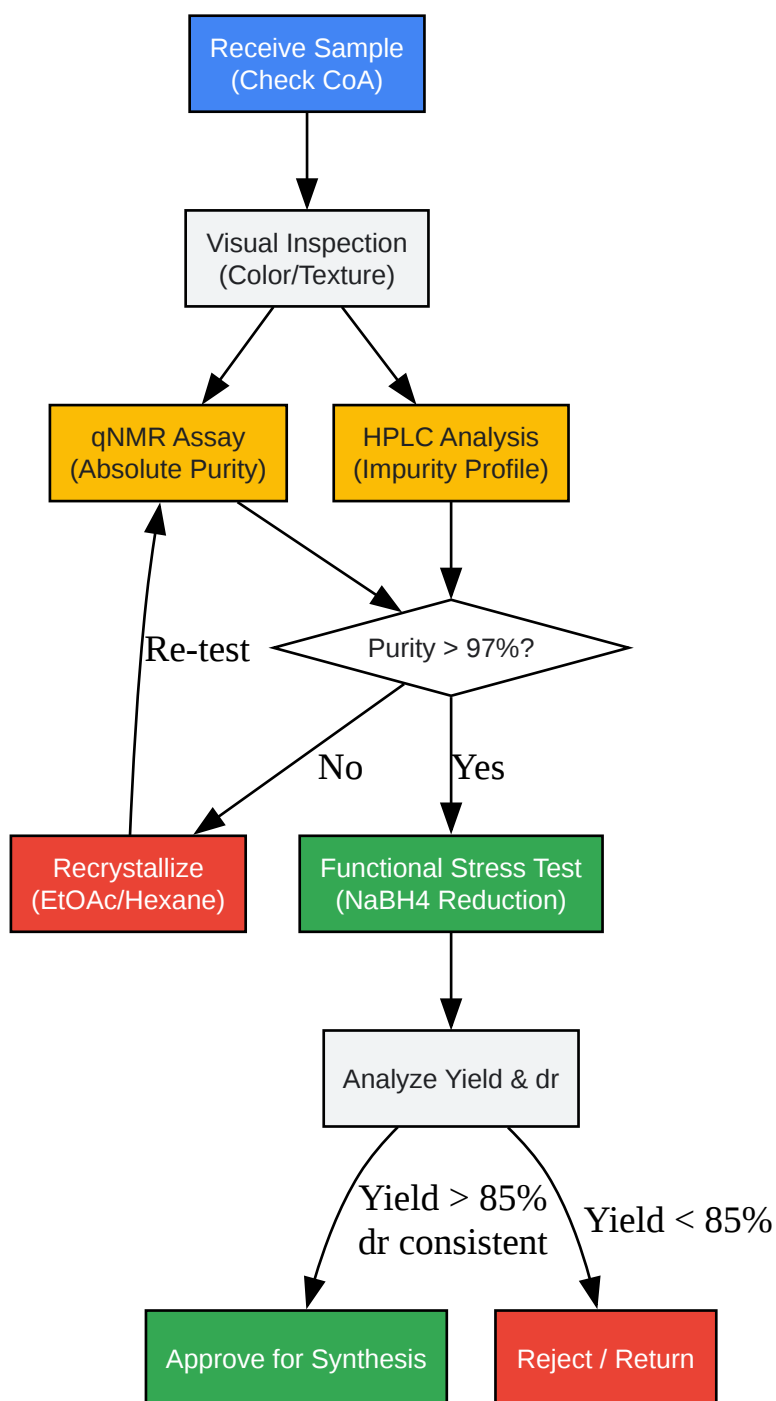 Receive Sample
(Check CoA)
Visual Inspection
(Color/Texture)
qNMR Assay
(Absolute Purity)
HPLC Analysis
(Impurity Profile)
Re-test
Purity > 97%?
No
Yes
Recrystallize
(EtOAc/Hexane)
Functional Stress Test
(NaBH4 Reduction)
Analyze Yield & dr
Yield > 85%
dr consistent
Yield < 85%
Approve for Synthesis
Reject / Return